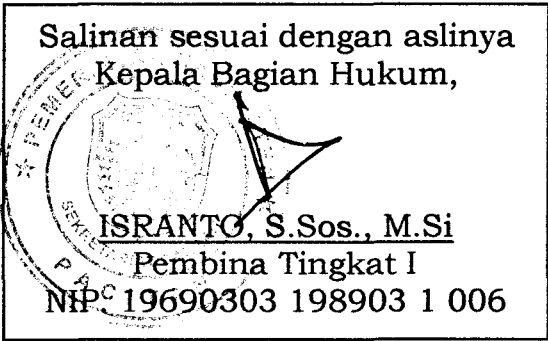 Salinan sesuai dengan aslinya
Kepala Bagian Hukum,
ISRANTO, S.Sos., M.Si
Pembina Tingkat I
NIP. 19690303 198903 1 006